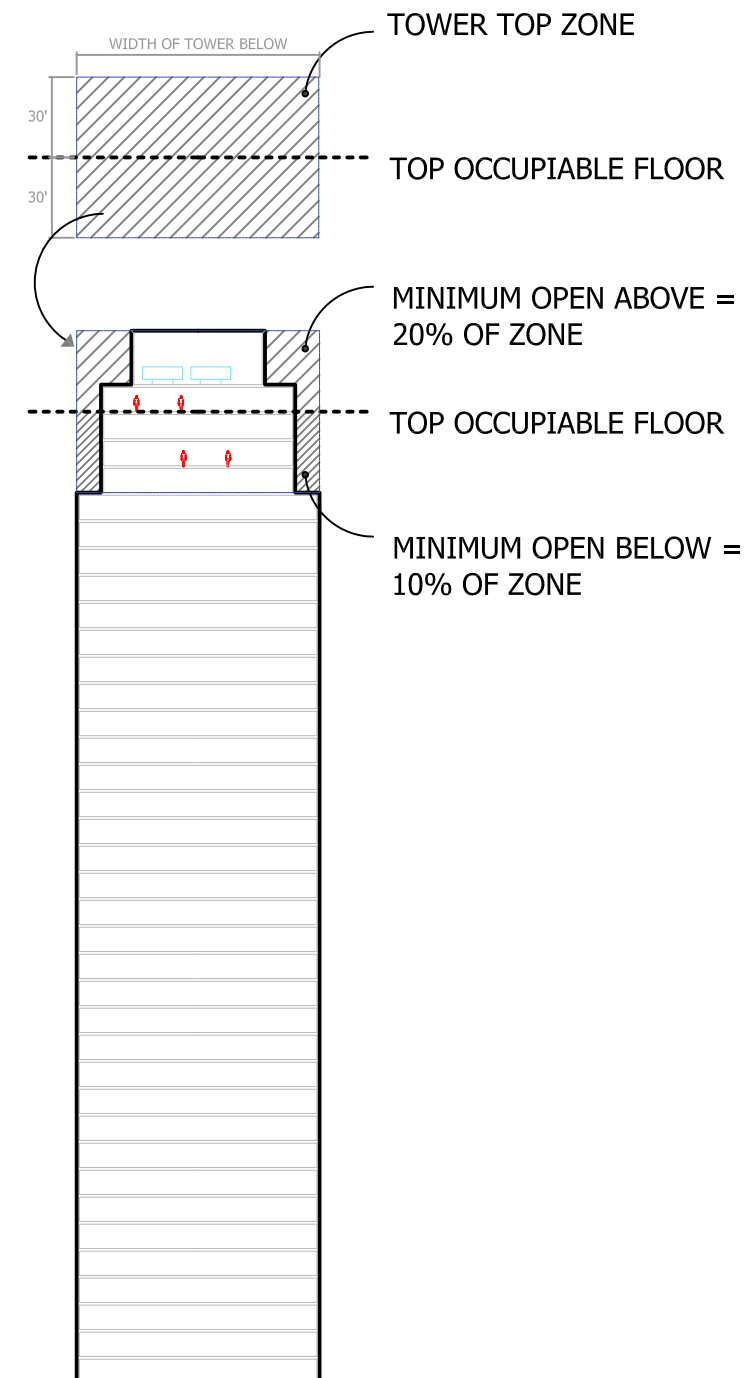 TOWER TOP ZONE
WIDTH OF TOWER BELOW
30'
TOP OCCUPIABLE FLOOR
30'
MINIMUM OPEN ABOVE =
20% OF ZONE
TOP OCCUPIABLE FLOOR
MINIMUM OPEN BELOW =
10% OF ZONE